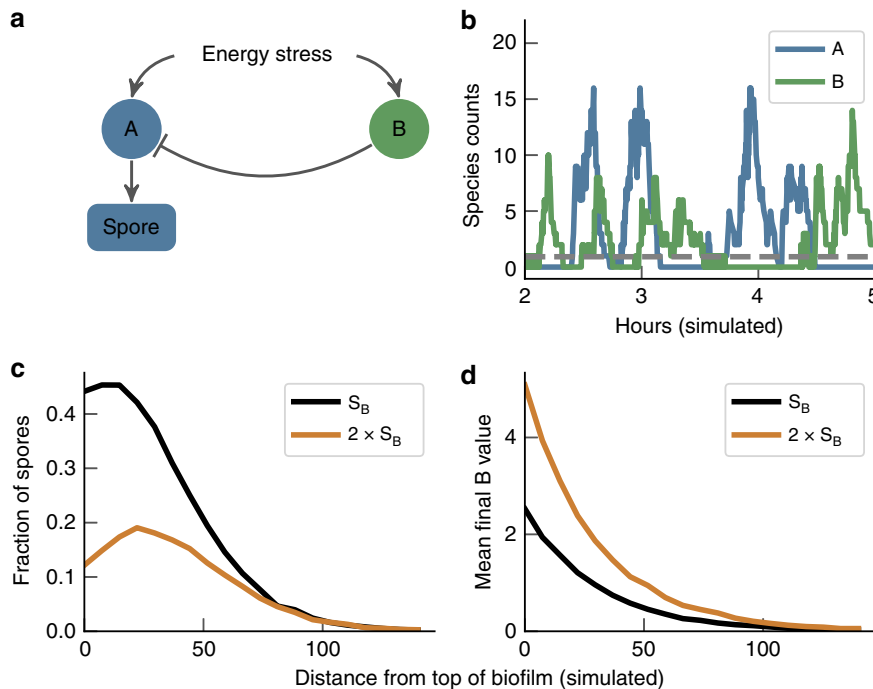 a
Energy stress
A
B
Spore
b
A
B
Species counts
20
15
10
5
0
2
3
4
5
Hours (simulated)
c
S_B
2 × S_B
Fraction of spores
0.4
0.3
0.2
0.1
0.0
0
50
100
d
S_B
2 × S_B
Mean final B value
4
2
0
0
50
100
Distance from top of biofilm (simulated)